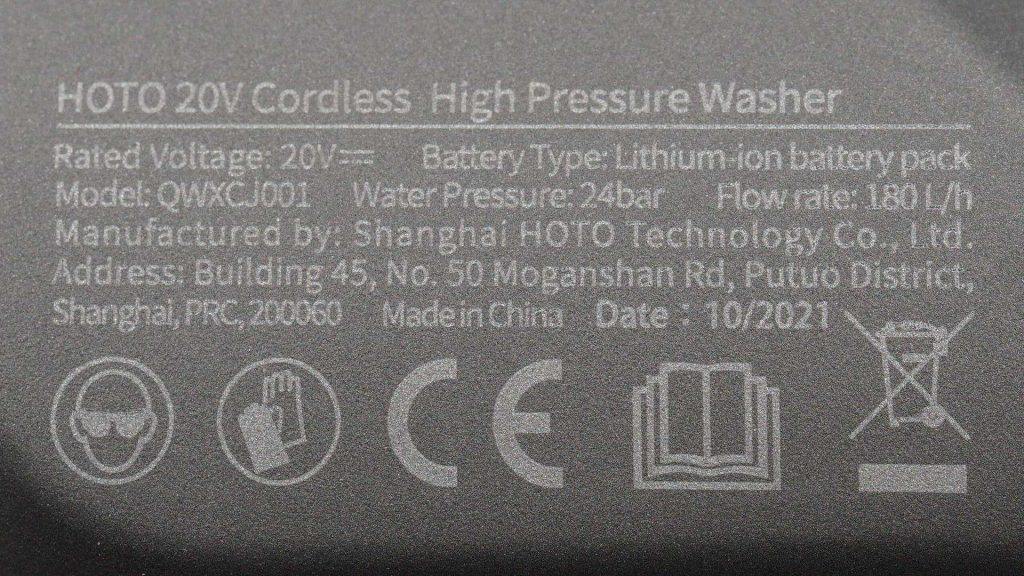 HOTO 20V Cordless High Pressure Washer
Rated Voltage: 20V⎓ Battery Type: Lithium-ion battery pack
Model: QWXCJ001 Water Pressure: 24bar Flow rate: 180 L/h
Manufactured by: Shanghai HOTO Technology Co., Ltd.
Address: Building 45, No. 50 Moganshan Rd, Putuo District,
Shanghai, PRC, 200060 Made in China Date：10/2021
CE